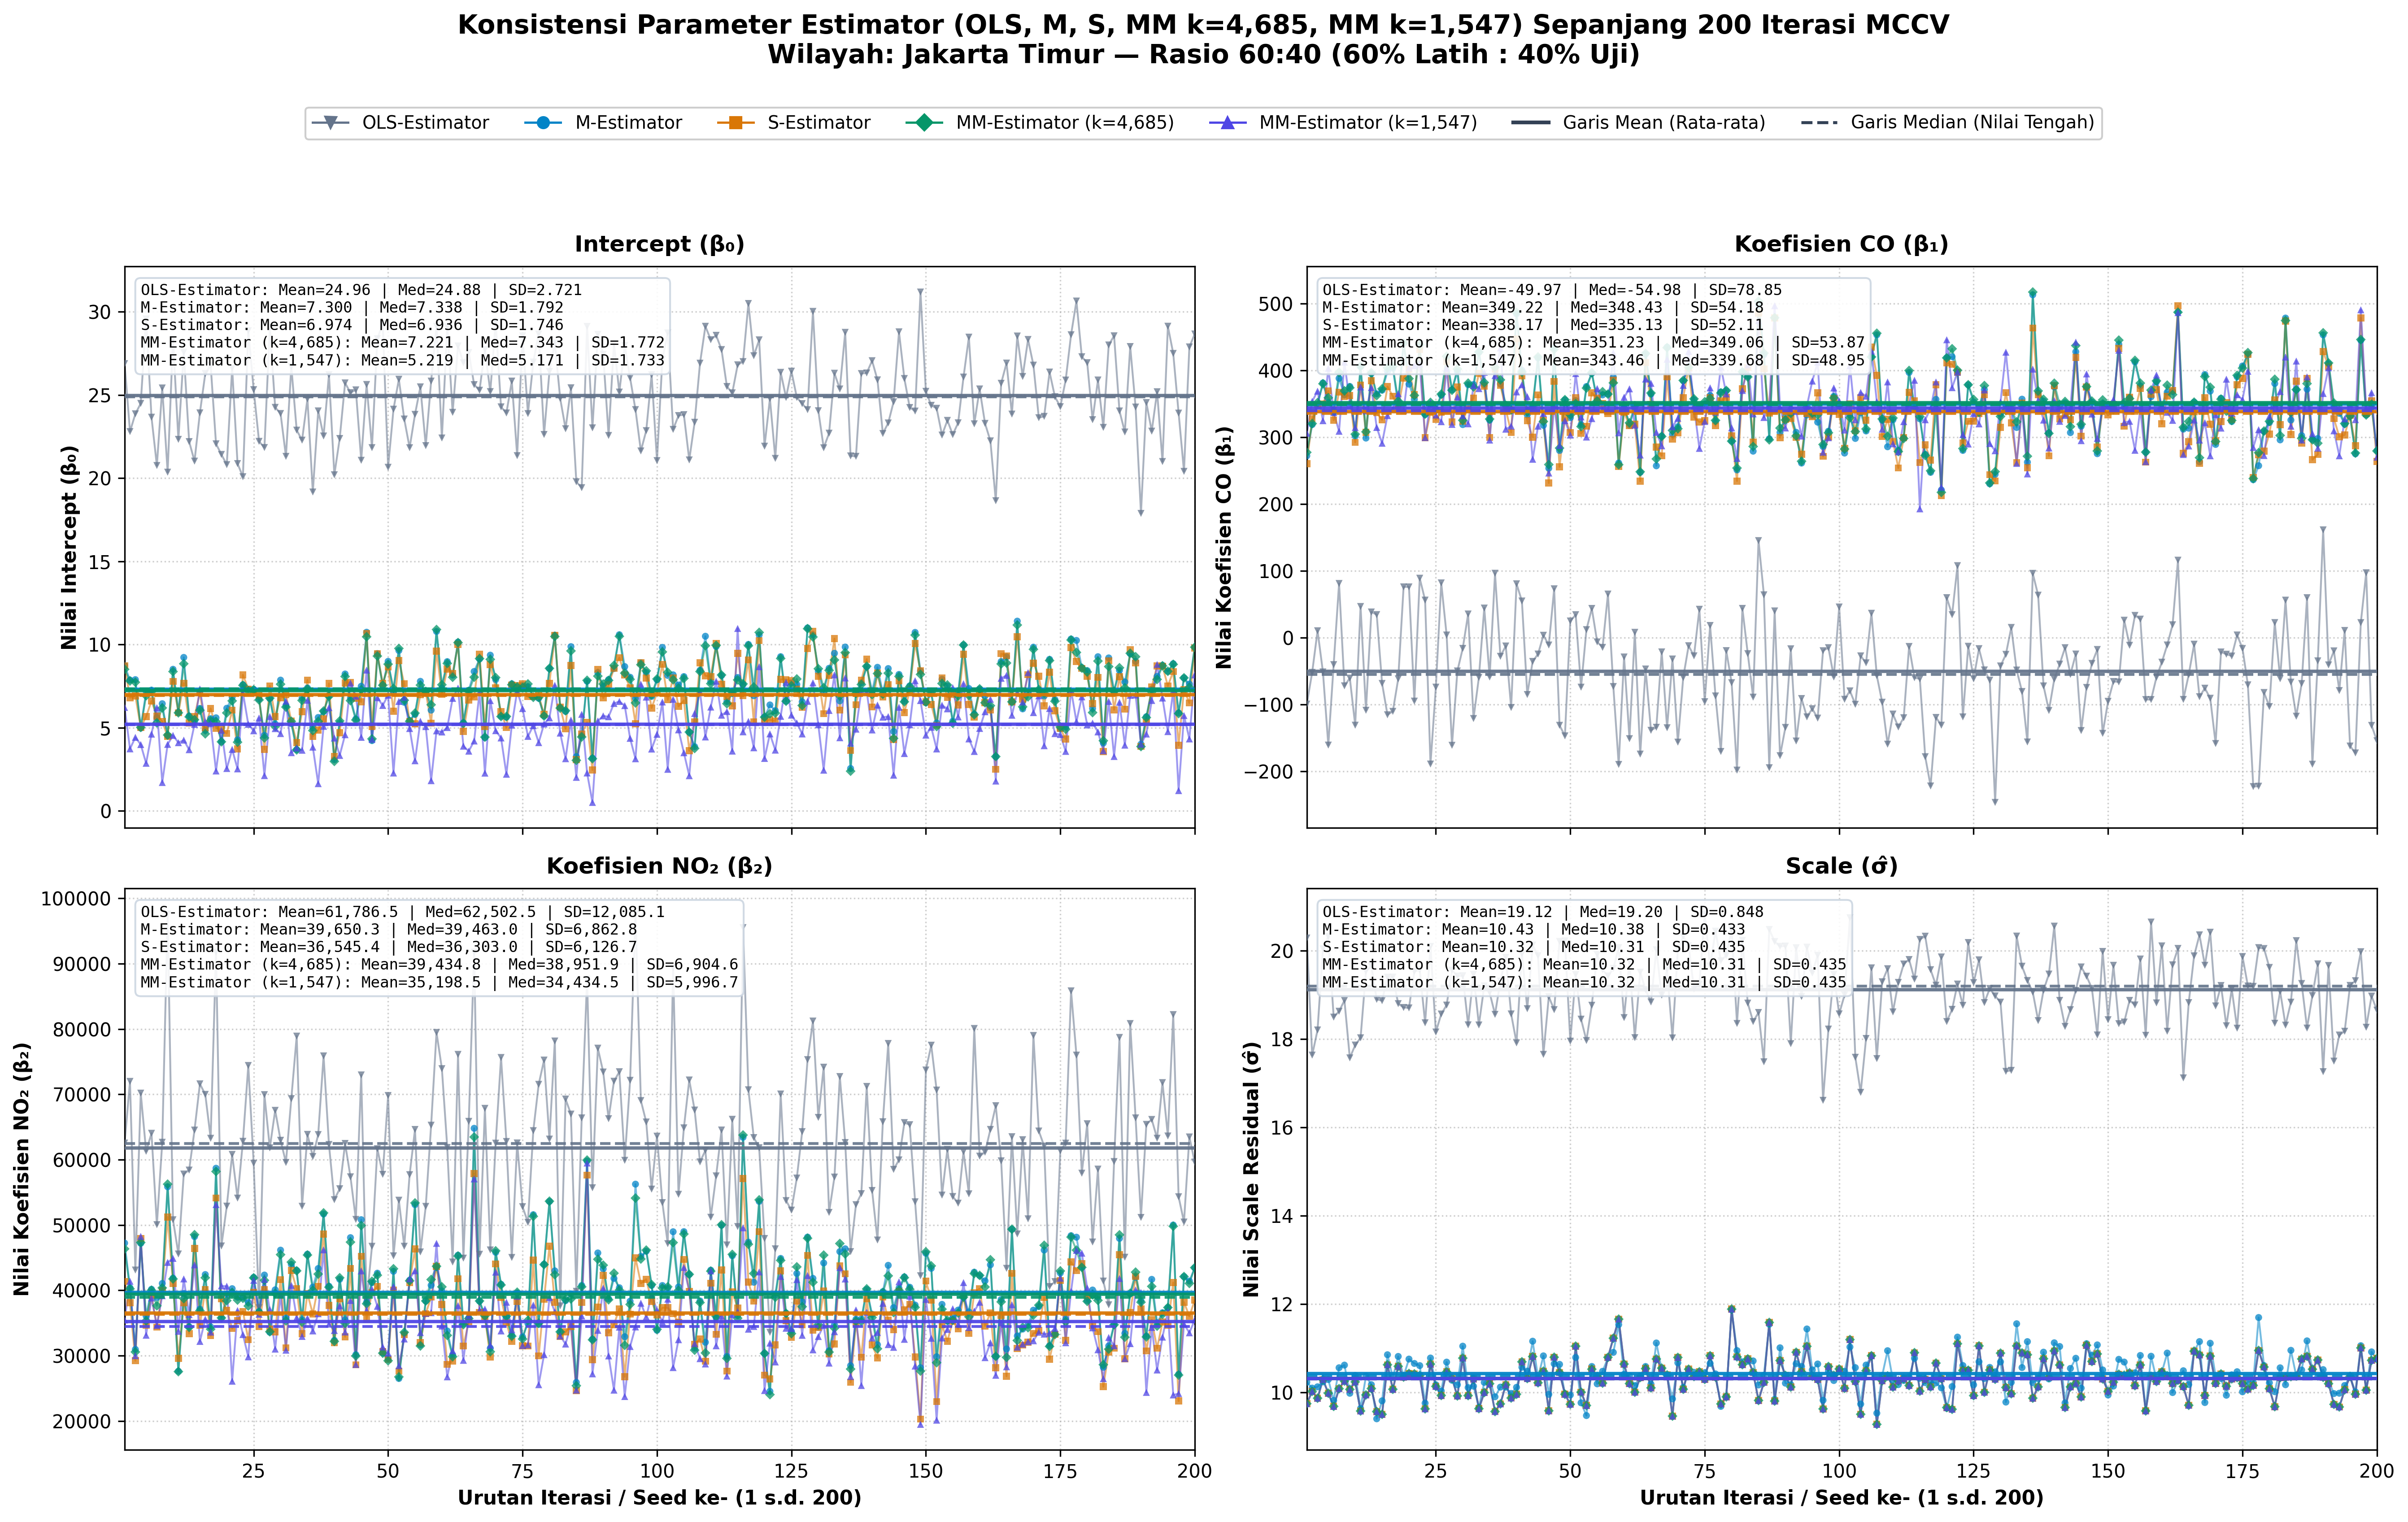 Konsistensi Parameter Estimator (OLS, M, S, MM k=4,685, MM k=1,547) Sepanjang 200 Iterasi MCCV
Wilayah: Jakarta Timur — Rasio 60:40 (60% Latih : 40% Uji)
OLS-Estimator
M-Estimator
S-Estimator
MM-Estimator (k=4,685)
MM-Estimator (k=1,547)
Garis Mean (Rata-rata)
Garis Median (Nilai Tengah)
Intercept (β₀)
OLS-Estimator: Mean=24.96 | Med=24.88 | SD=2.721
M-Estimator: Mean=7.300 | Med=7.338 | SD=1.792
S-Estimator: Mean=6.974 | Med=6.936 | SD=1.746
MM-Estimator (k=4,685): Mean=7.221 | Med=7.343 | SD=1.772
MM-Estimator (k=1,547): Mean=5.219 | Med=5.171 | SD=1.733
Nilai Intercept (β₀)
30
25
20
15
10
5
0
Koefisien CO (β₁)
OLS-Estimator: Mean=-49.97 | Med=-54.98 | SD=78.85
M-Estimator: Mean=349.22 | Med=348.43 | SD=54.18
S-Estimator: Mean=338.17 | Med=335.13 | SD=52.11
MM-Estimator (k=4,685): Mean=351.23 | Med=349.06 | SD=53.87
MM-Estimator (k=1,547): Mean=343.46 | Med=339.68 | SD=48.95
Nilai Koefisien CO (β₁)
500
400
300
200
100
0
−100
−200
Koefisien NO₂ (β₂)
OLS-Estimator: Mean=61,786.5 | Med=62,502.5 | SD=12,085.1
M-Estimator: Mean=39,650.3 | Med=39,463.0 | SD=6,862.8
S-Estimator: Mean=36,545.4 | Med=36,303.0 | SD=6,126.7
MM-Estimator (k=4,685): Mean=39,434.8 | Med=38,951.9 | SD=6,904.6
MM-Estimator (k=1,547): Mean=35,198.5 | Med=34,434.5 | SD=5,996.7
Nilai Koefisien NO₂ (β₂)
100000
90000
80000
70000
60000
50000
40000
30000
20000
25 50 75 100 125 150 175 200
Urutan Iterasi / Seed ke- (1 s.d. 200)
Scale (σ̂)
OLS-Estimator: Mean=19.12 | Med=19.20 | SD=0.848
M-Estimator: Mean=10.43 | Med=10.38 | SD=0.433
S-Estimator: Mean=10.32 | Med=10.31 | SD=0.435
MM-Estimator (k=4,685): Mean=10.32 | Med=10.31 | SD=0.435
MM-Estimator (k=1,547): Mean=10.32 | Med=10.31 | SD=0.435
Nilai Scale Residual (σ̂)
20
18
16
14
12
10
25 50 75 100 125 150 175 200
Urutan Iterasi / Seed ke- (1 s.d. 200)